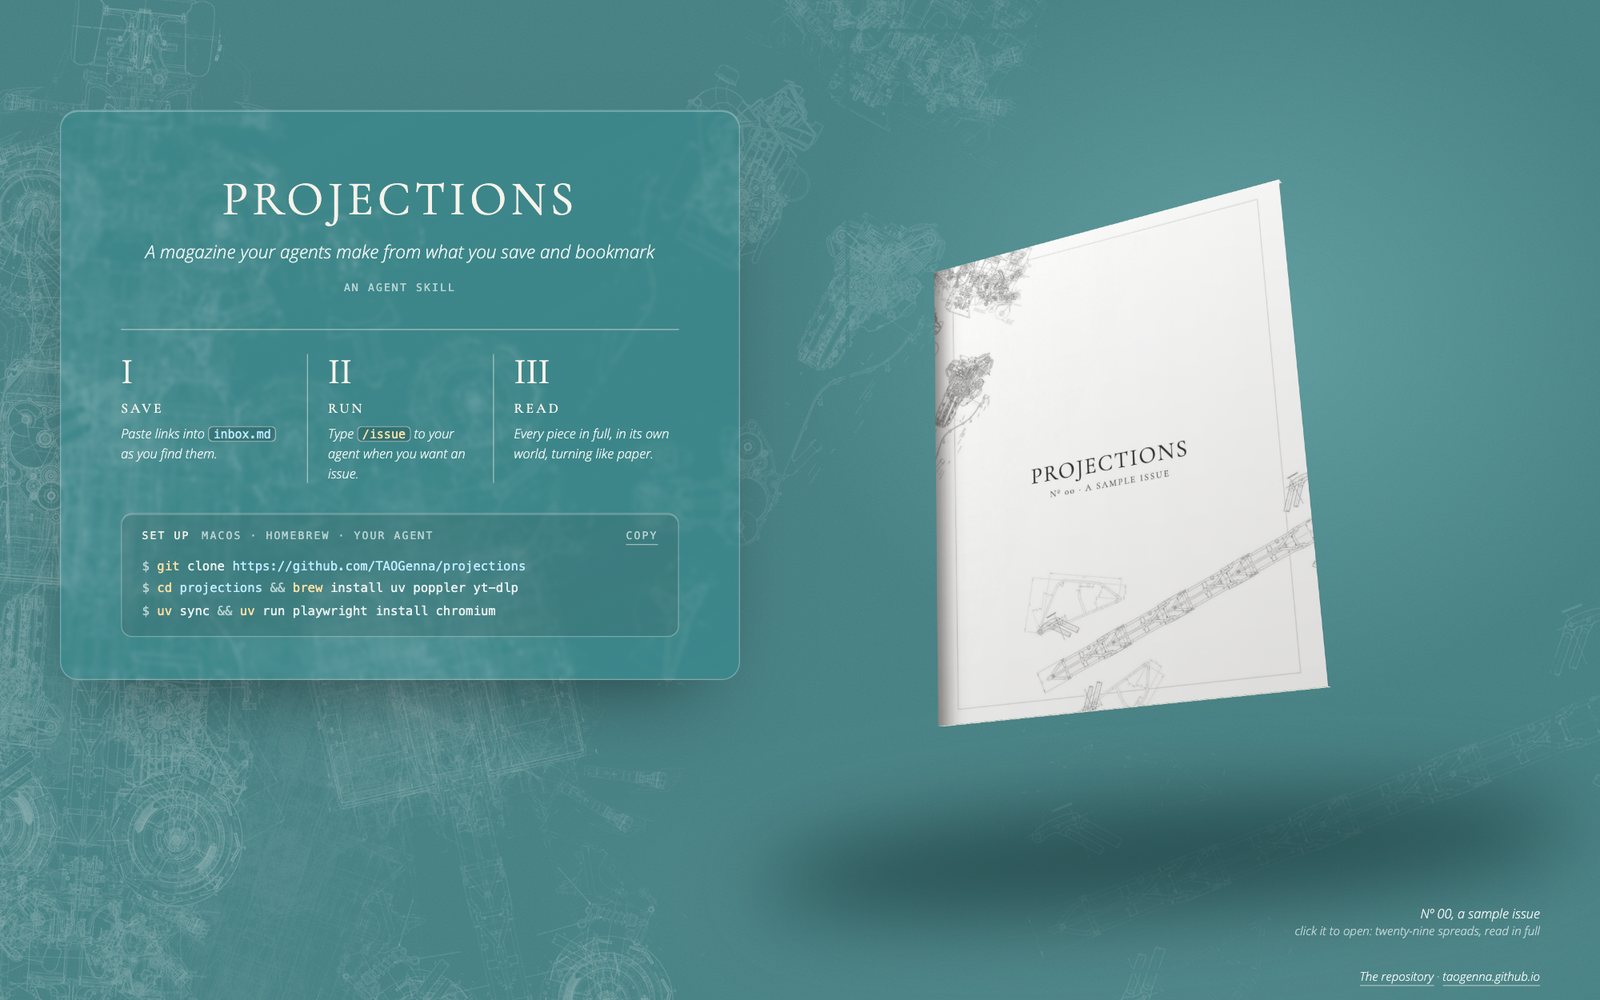 PROJECTIONS
A magazine your agents make from what you save and bookmark
AN AGENT SKILL
I
SAVE
Paste links into inbox.md
as you find them.
II
RUN
Type /issue to your
agent when you want an
issue.
III
READ
Every piece in full, in its own
world, turning like paper.
SET UP MACOS · HOMEBREW · YOUR AGENT
COPY
$ git clone https://github.com/TAOGenna/projections
$ cd projections && brew install uv poppler yt-dlp
$ uv sync && uv run playwright install chromium
PROJECTIONS
Nº 00 · A SAMPLE ISSUE
Nº 00, a sample issue
click it to open: twenty-nine spreads, read in full
The repository · taogenna.github.io